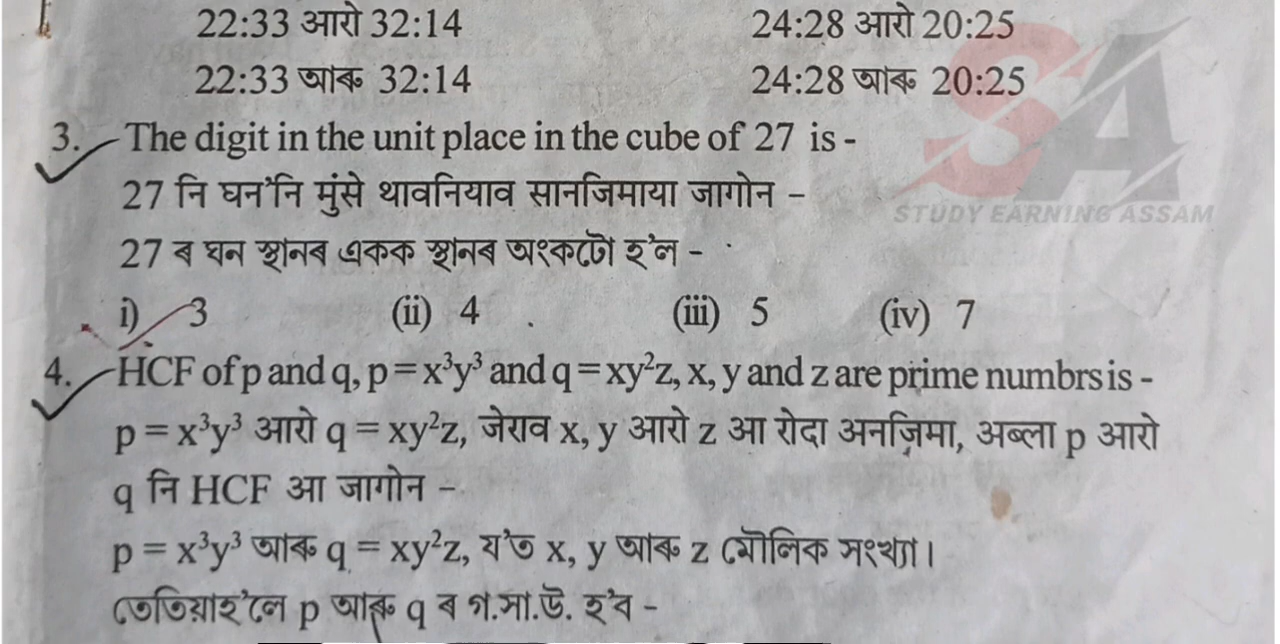 22:33 आरो 32:14 24:28 आरो 20:25
22:33 আৰু 32:14 24:28 আৰু 20:25
3. The digit in the unit place in the cube of 27 is -
27 नि घन'नि मुंसे थावनियाव सानजिमाया जागोन -
27 ৰ ঘন স্থানৰ একক স্থানৰ অংকটো হ'ল -
i) 3 (ii) 4 (iii) 5 (iv) 7
4. HCF of p and q, p = x³y³ and q = xy²z, x, y and z are prime numbrs is -
p = x³y³ आरो q = xy²z, जेराव x, y आरो z आ रोदा अनजिमा, अब्ला p आरो
q नि HCF आ जागोन -
p = x³y³ আৰু q = xy²z, য'ত x, y আৰু z মৌলিক সংখ্যা।
তেতিয়াহ'লে p আৰু q ৰ গ.সা.উ. হ'ব -
SA
STUDY EARNING ASSAM